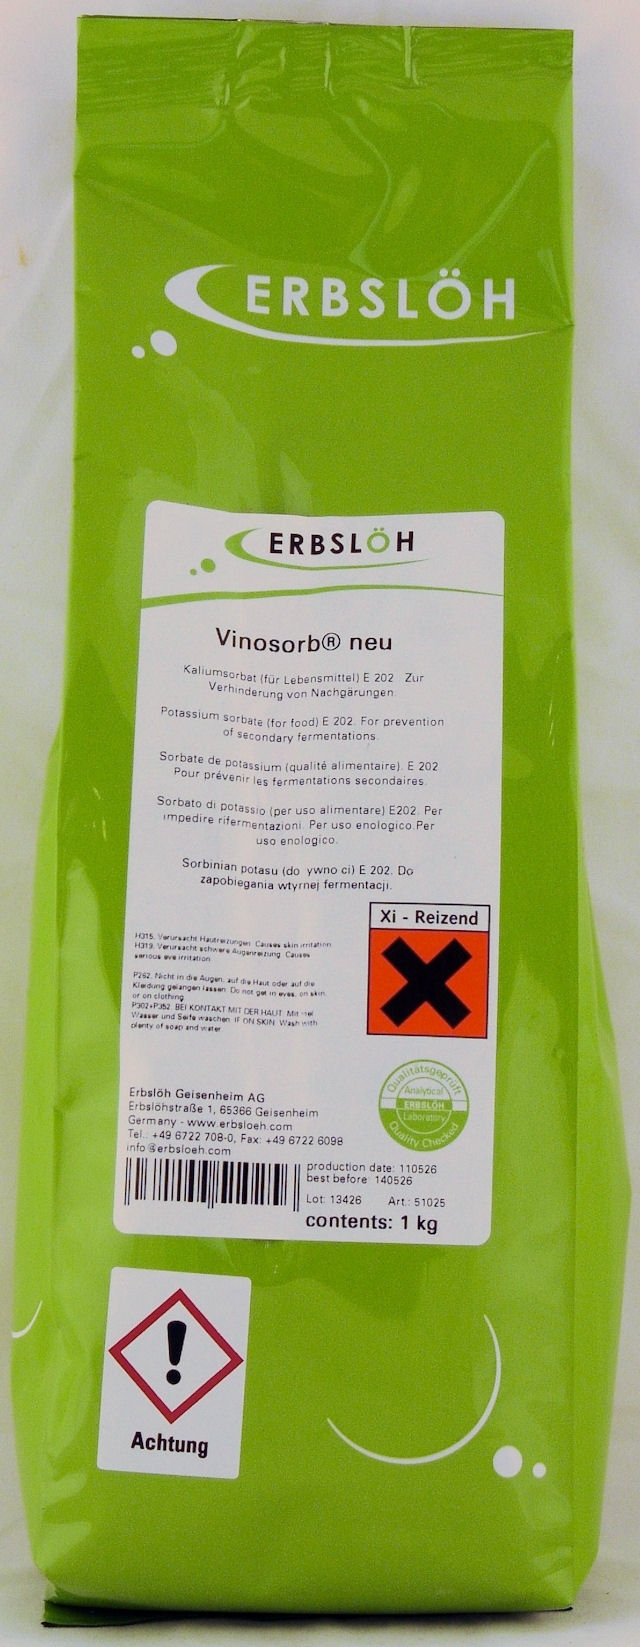 ERBSLÖH
ERBSLÖH
Vinosorb® neu
Kaliumsorbat (für Lebensmittel) E 202 Zur
Verhinderung von Nachgärungen.
Potassium sorbate (for food) E 202. For prevention
of secondary fermentations.
Sorbate de potassium (qualité alimentaire). E 202
Pour prévenir les fermentations secondaires.
Sorbato di potassio (per uso alimentare) E202. Per
impedire rifermentazioni. Per uso enologico.Per
uso enologico.
Sorbinian potasu (do ywno ci) E 202. Do
zapobiegania wtyrnej fermentacji.
Xi - Reizend
H315. Verursacht Hautreizungen. Causes skin irritation.
H319. Verursacht schwere Augenreizung. Causes
serious eye irritation.
P262. Nicht in die Augen, auf die Haut oder auf die
Kleidung gelangen lassen. Do not get in eyes, on skin,
or on clothing.
P302+P352. BEI KONTAKT MIT DER HAUT: Mit viel
Wasser und Seife waschen. IF ON SKIN: Wash with
plenty of soap and water.
Qualitätsgeprüft
Analytical
ERBSLÖH
Laboratory
Quality Checked
Erbslöh Geisenheim AG
Erbslöhstraße 1, 65366 Geisenheim
Germany - www.erbsloeh.com
Tel.: +49 6722 708-0, Fax: +49 6722 6098
info@erbsloeh.com
production date: 110526
best before: 140526
Lot: 13426 Art.: 51025
contents: 1 kg
Achtung